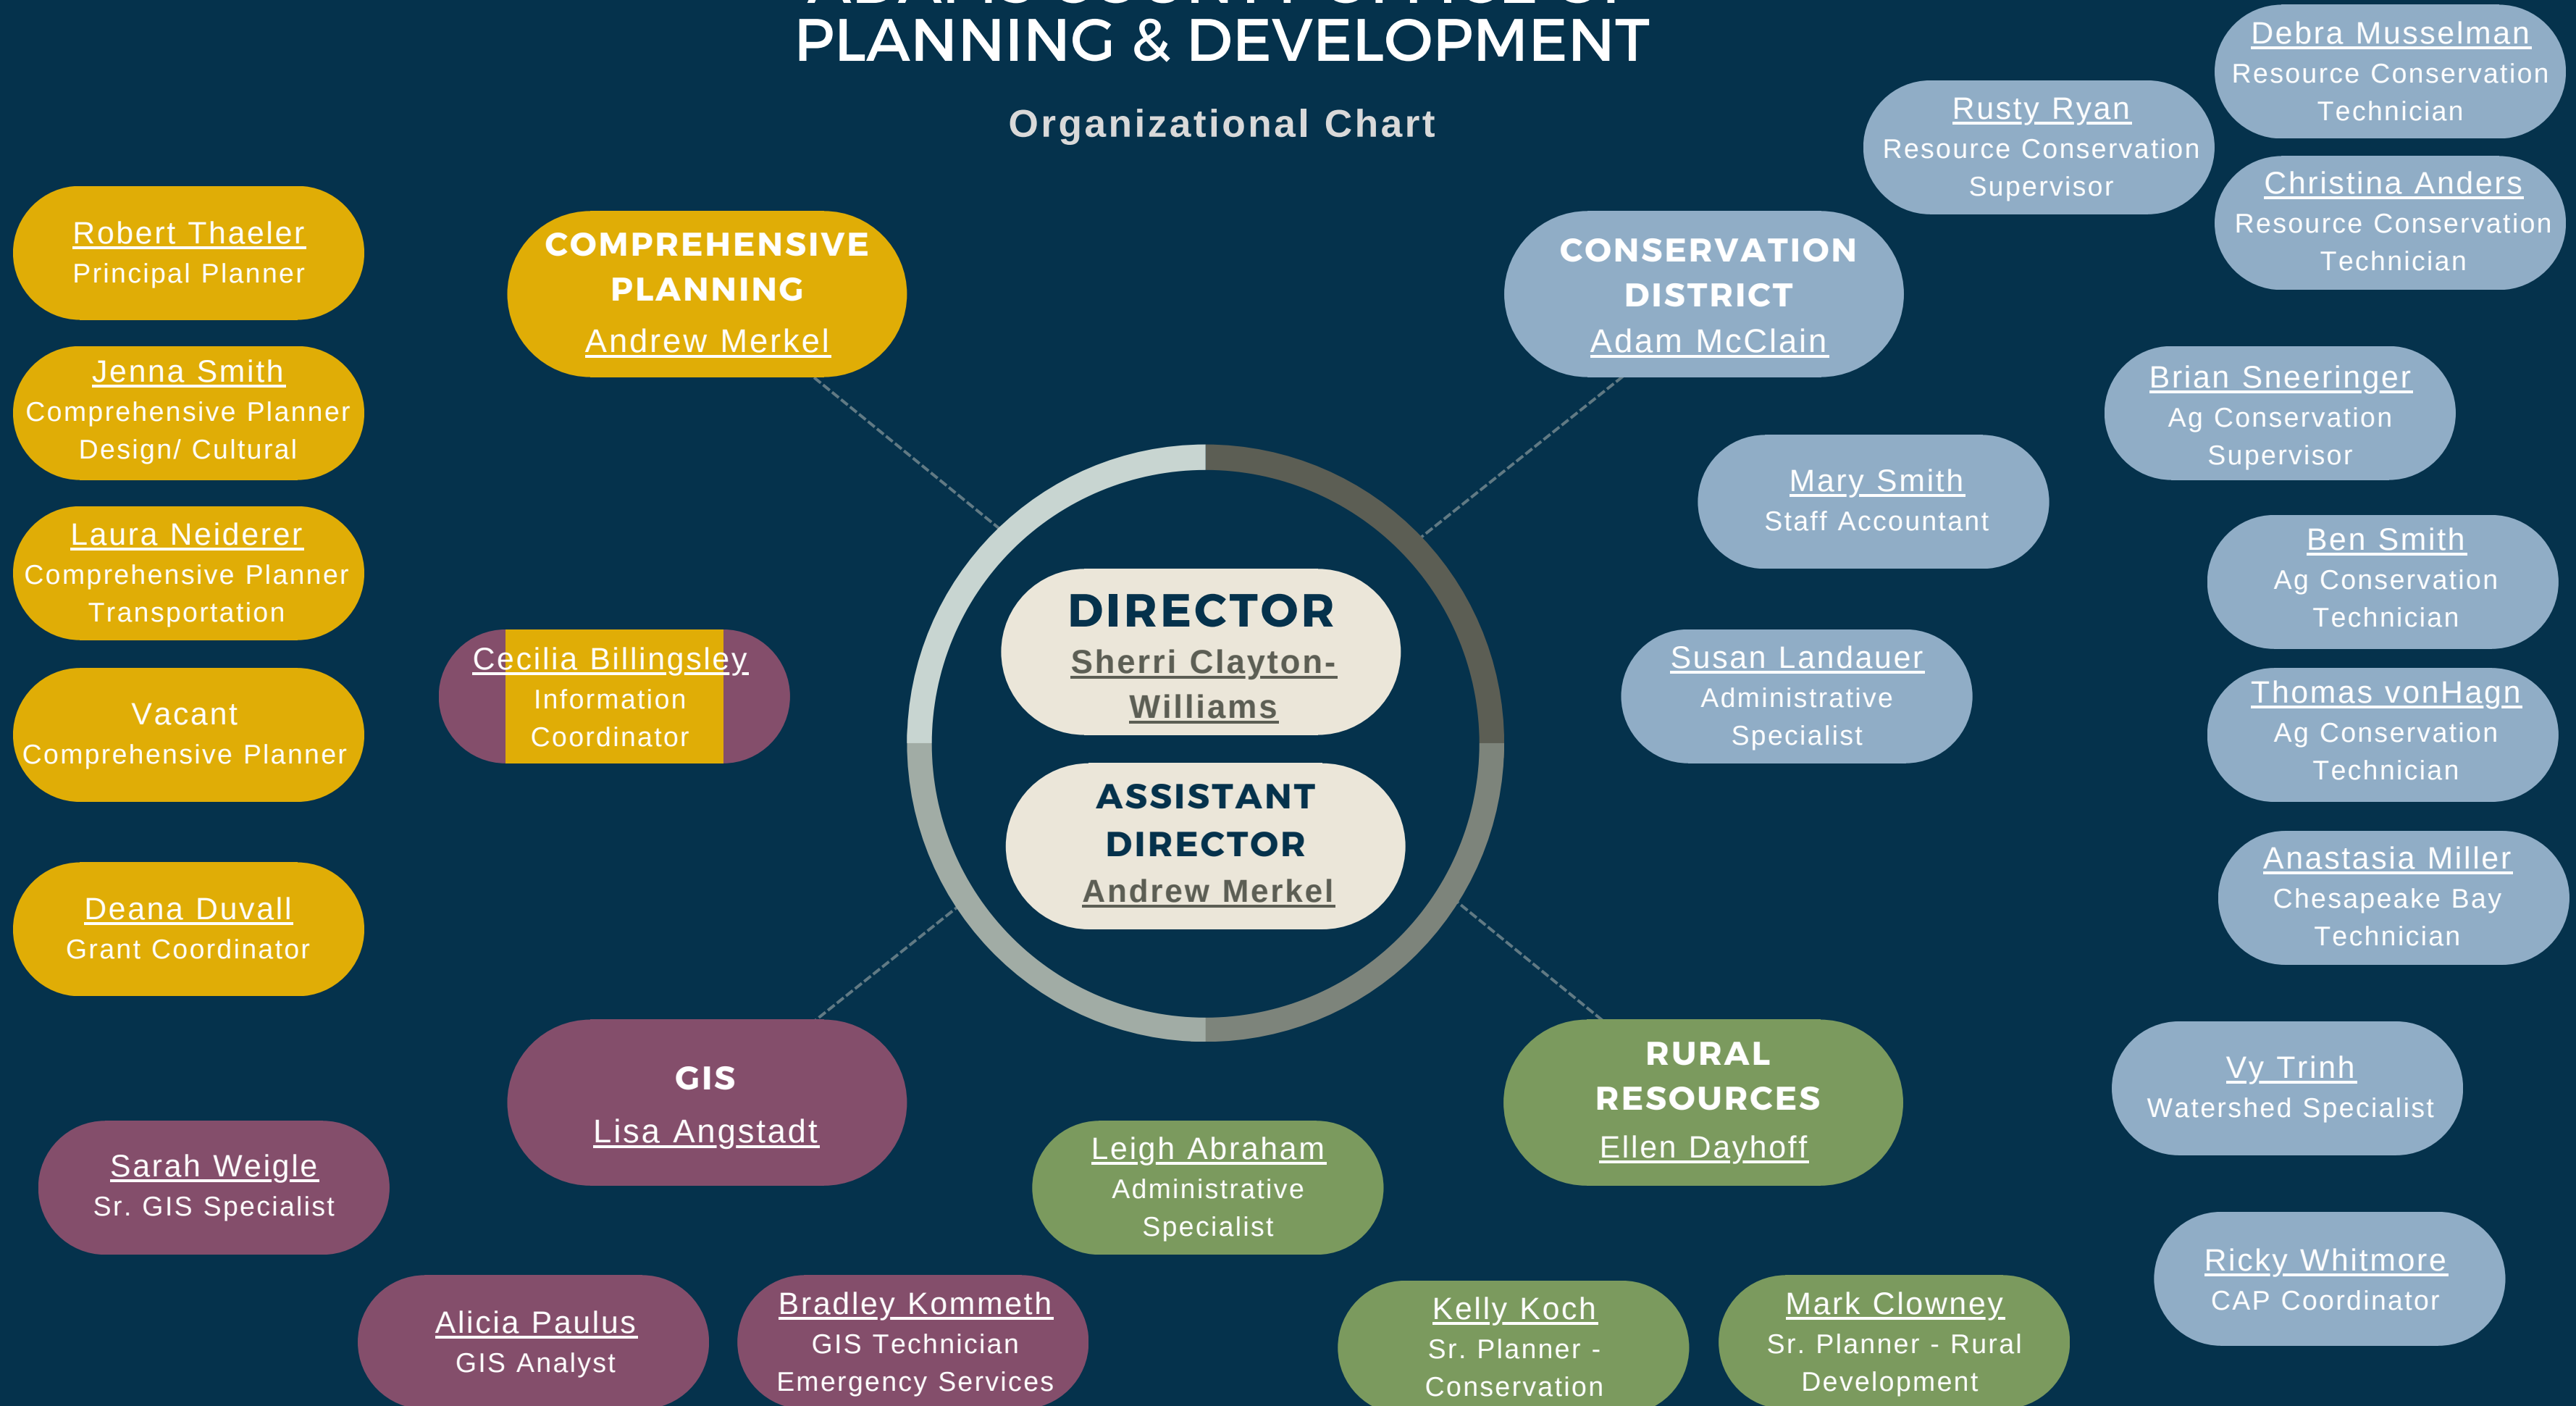 ADAMS COUNTY OFFICE OF
PLANNING & DEVELOPMENT
Organizational Chart
Robert Thaeler
Principal Planner
Jenna Smith
Comprehensive Planner
Design/ Cultural
Laura Neiderer
Comprehensive Planner
Transportation
Vacant
Comprehensive Planner
Deana Duvall
Grant Coordinator
COMPREHENSIVE
PLANNING
Andrew Merkel
Cecilia Billingsley
Information
Coordinator
DIRECTOR
Sherri Clayton-
Williams
ASSISTANT
DIRECTOR
Andrew Merkel
CONSERVATION
DISTRICT
Adam McClain
Rusty Ryan
Resource Conservation
Supervisor
Debra Musselman
Resource Conservation
Technician
Christina Anders
Resource Conservation
Technician
Brian Sneeringer
Ag Conservation
Supervisor
Mary Smith
Staff Accountant
Susan Landauer
Administrative
Specialist
Ben Smith
Ag Conservation
Technician
Thomas vonHagn
Ag Conservation
Technician
Anastasia Miller
Chesapeake Bay
Technician
Vy Trinh
Watershed Specialist
Ricky Whitmore
CAP Coordinator
GIS
Lisa Angstadt
Sarah Weigle
Sr. GIS Specialist
Alicia Paulus
GIS Analyst
Bradley Kommeth
GIS Technician
Emergency Services
RURAL
RESOURCES
Ellen Dayhoff
Leigh Abraham
Administrative
Specialist
Kelly Koch
Sr. Planner -
Conservation
Mark Clowney
Sr. Planner - Rural
Development